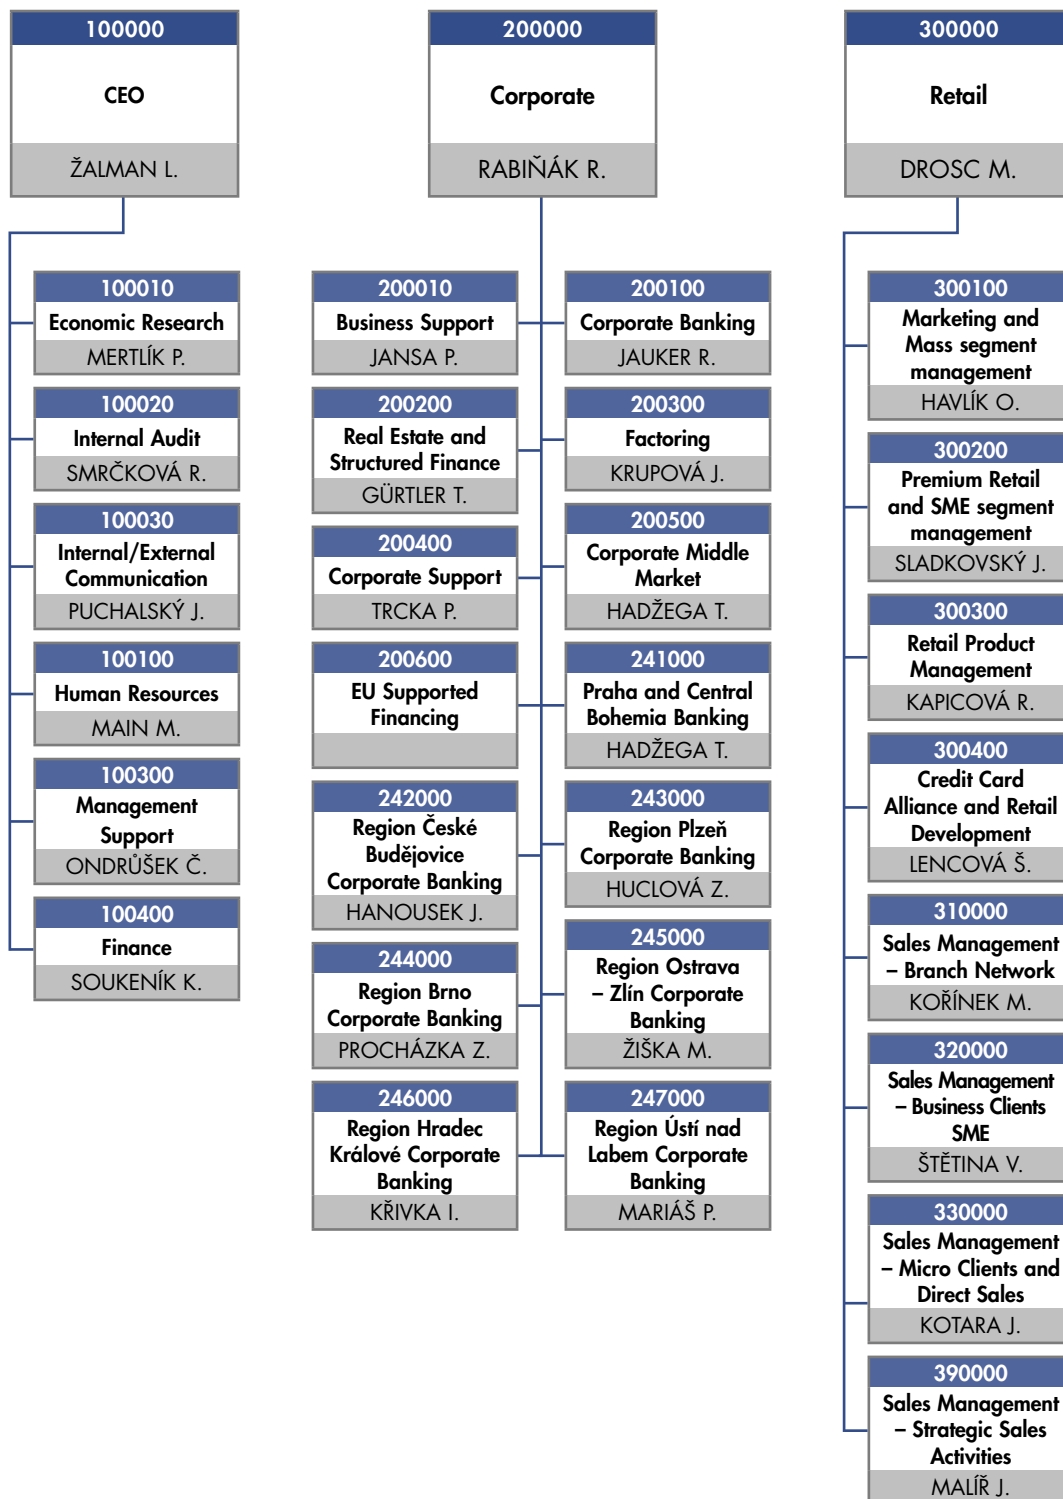 100000
CEO
ŽALMAN L.
100010
Economic Research
MERTLÍK P.
100020
Internal Audit
SMRČKOVÁ R.
100030
Internal/External
Communication
PUCHALSKÝ J.
100100
Human Resources
MAIN M.
100300
Management
Support
ONDRŮŠEK Č.
100400
Finance
SOUKENÍK K.
200000
Corporate
RABIŇÁK R.
200010
Business Support
JANSA P.
200100
Corporate Banking
JAUKER R.
200200
Real Estate and
Structured Finance
GÜRTLER T.
200300
Factoring
KRUPOVÁ J.
200400
Corporate Support
TRCKA P.
200500
Corporate Middle
Market
HADŽEGA T.
200600
EU Supported
Financing
241000
Praha and Central
Bohemia Banking
HADŽEGA T.
242000
Region České
Budějovice
Corporate Banking
HANOUSEK J.
243000
Region Plzeň
Corporate Banking
HUCLOVÁ Z.
244000
Region Brno
Corporate Banking
PROCHÁZKA Z.
245000
Region Ostrava
– Zlín Corporate
Banking
ŽIŠKA M.
246000
Region Hradec
Králové Corporate
Banking
KŘIVKA I.
247000
Region Ústí nad
Labem Corporate
Banking
MARIÁŠ P.
300000
Retail
DROSC M.
300100
Marketing and
Mass segment
management
HAVLÍK O.
300200
Premium Retail
and SME segment
management
SLADKOVSKÝ J.
300300
Retail Product
Management
KAPICOVÁ R.
300400
Credit Card
Alliance and Retail
Development
LENCOVÁ Š.
310000
Sales Management
– Branch Network
KOŘÍNEK M.
320000
Sales Management
– Business Clients
SME
ŠTĚTINA V.
330000
Sales Management
– Micro Clients and
Direct Sales
KOTARA J.
390000
Sales Management
– Strategic Sales
Activities
MALÍŘ J.